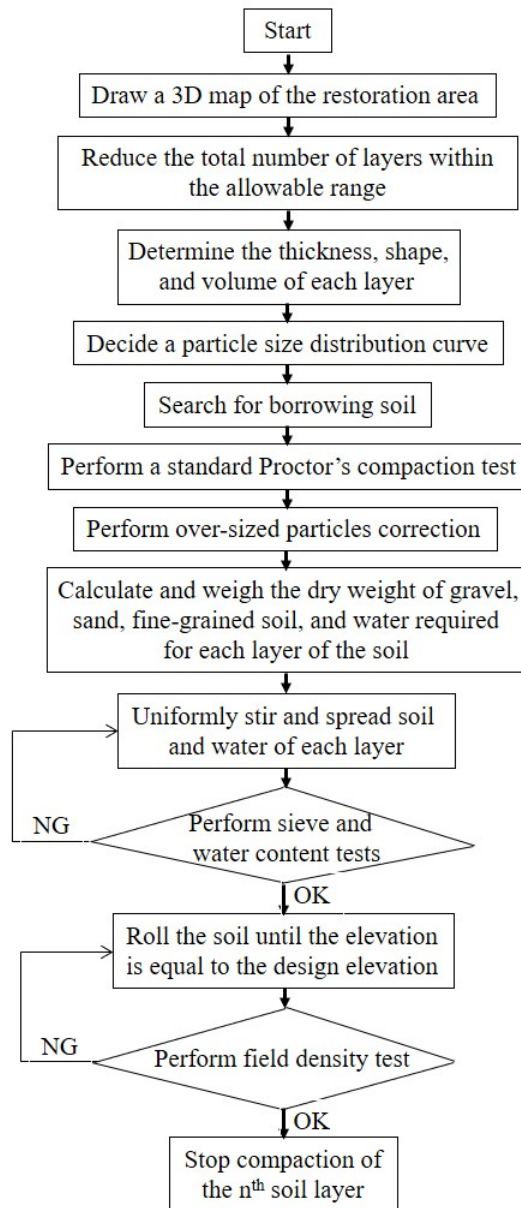 Start
Draw a 3D map of the restoration area
Reduce the total number of layers within
the allowable range
Determine the thickness, shape,
and volume of each layer
Decide a particle size distribution curve
Search for borrowing soil
Perform a standard Proctor’s compaction test
Perform over-sized particles correction
Calculate and weigh the dry weight of gravel,
sand, fine-grained soil, and water required
for each layer of the soil
Uniformly stir and spread soil
and water of each layer
NG
Perform sieve and
water content tests
OK
Roll the soil until the elevation
is equal to the design elevation
NG
Perform field density test
OK
Stop compaction of
the nth soil layer